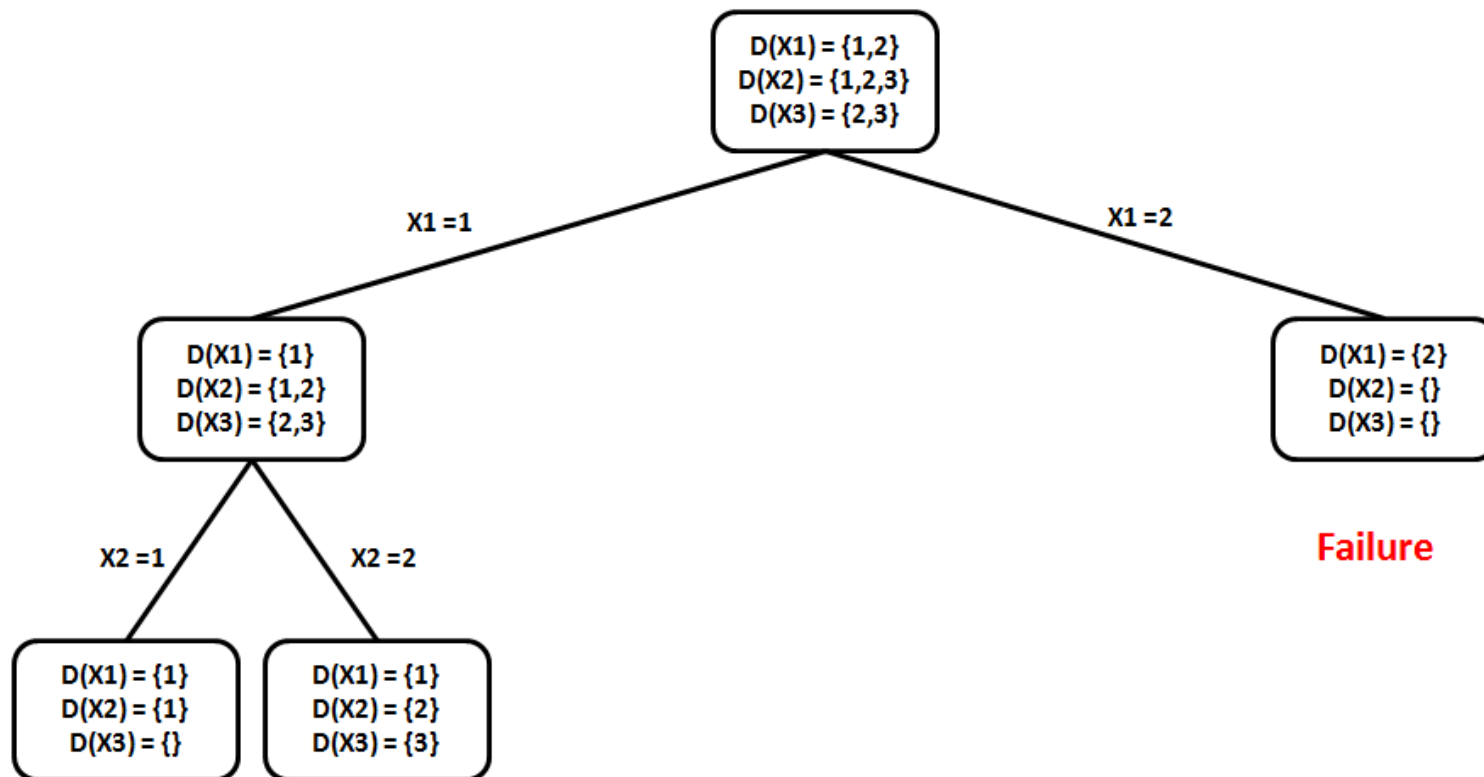 D(X1) = {1,2}
D(X2) = {1,2,3}
D(X3) = {2,3}
X1 =1
X1 =2
D(X1) = {1}
D(X2) = {1,2}
D(X3) = {2,3}
D(X1) = {2}
D(X2) = {}
D(X3) = {}
Failure
X2 =1
X2 =2
D(X1) = {1}
D(X2) = {1}
D(X3) = {}
D(X1) = {1}
D(X2) = {2}
D(X3) = {3}